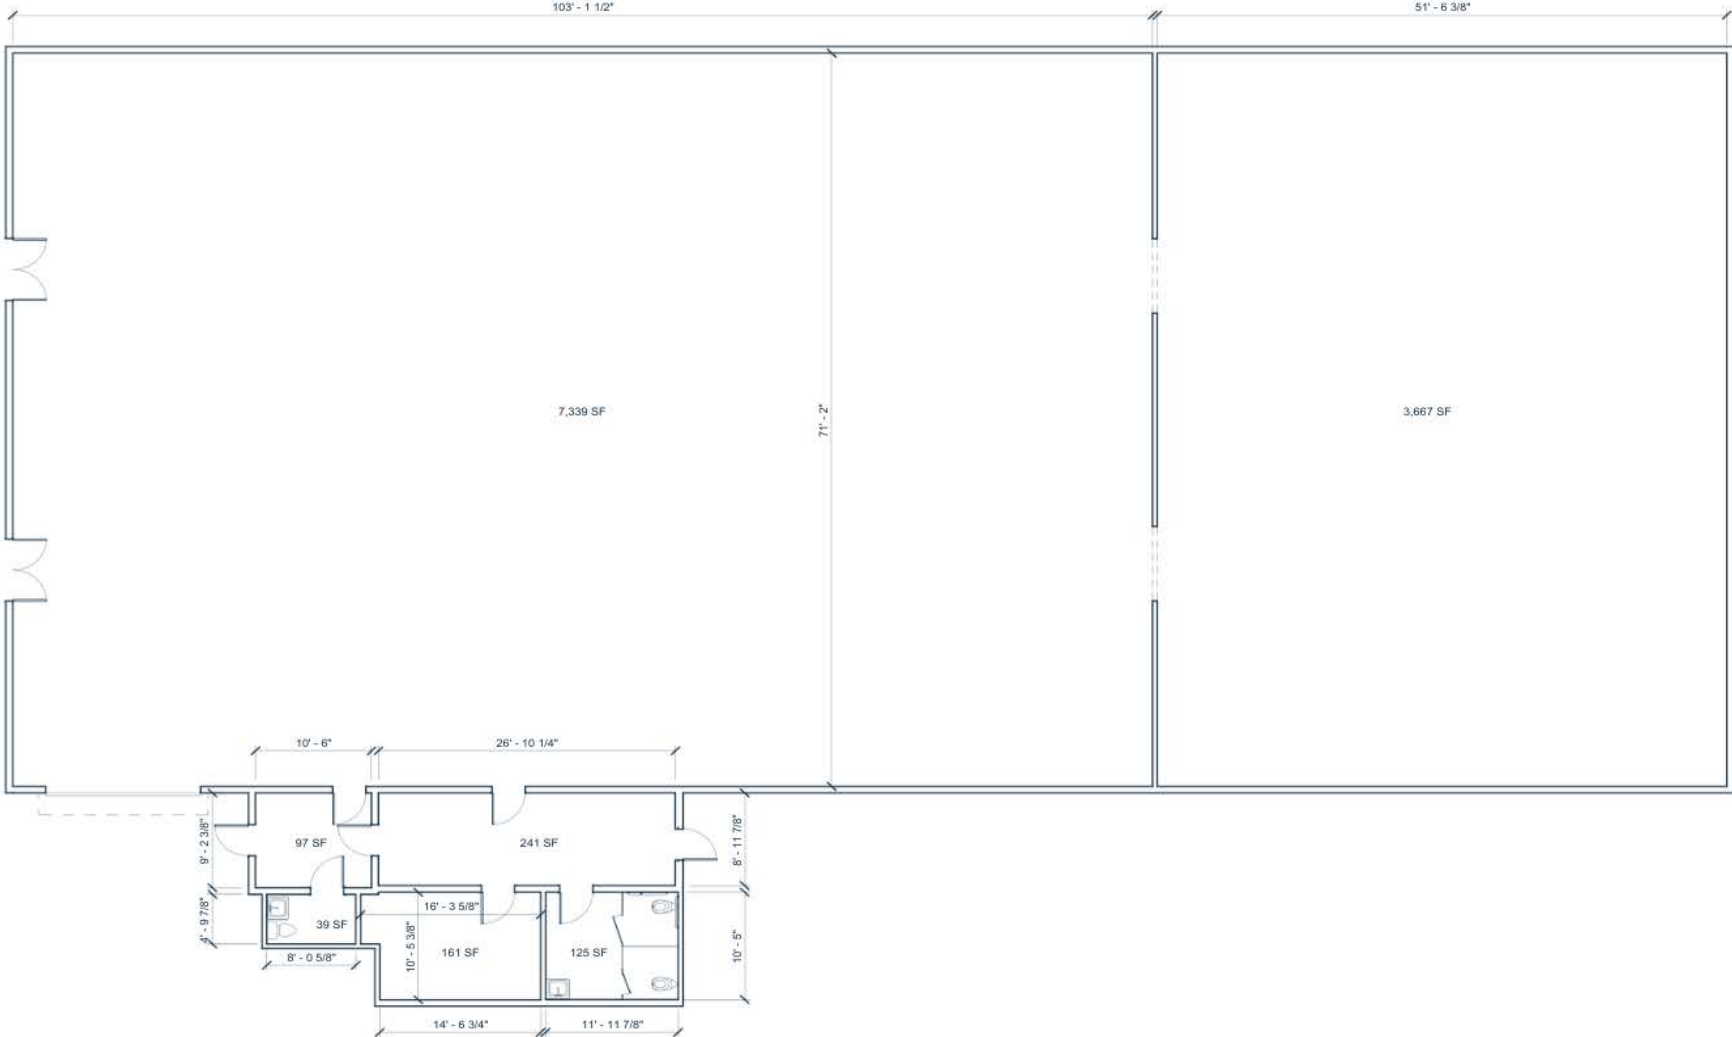 103' - 1 1/2"
51' - 6 3/8"
7,339 SF
71' - 2"
3,667 SF
10' - 6"
26' - 10 1/4"
9' - 2 3/8"
97 SF
241 SF
8' - 11 7/8"
4' - 9 7/8"
39 SF
16' - 3 5/8"
10' - 5 3/8"
161 SF
125 SF
10' - 5"
8' - 0 5/8"
14' - 6 3/4"
11' - 11 7/8"